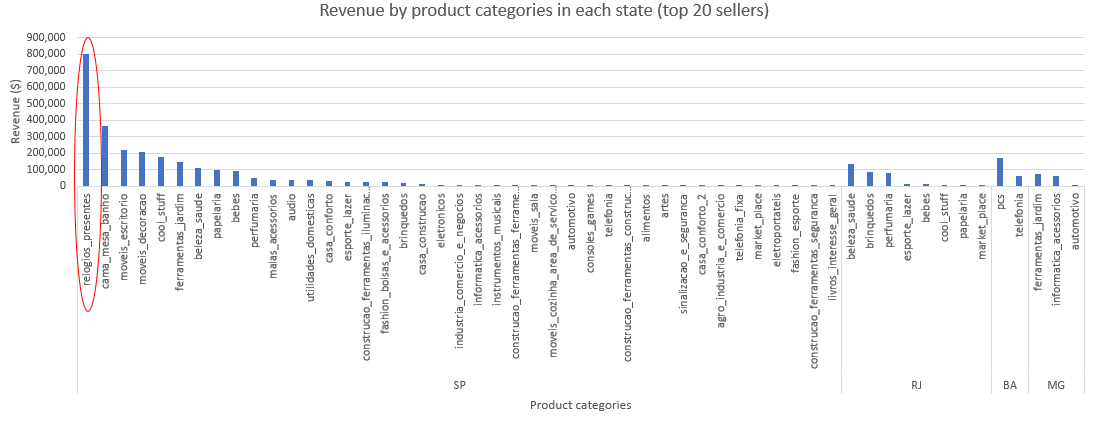 Revenue by product categories in each state (top 20 sellers)
Revenue ($)
900,000
800,000
700,000
600,000
500,000
400,000
300,000
200,000
100,000
0
relogios_presentes
cama_mesa_banho
moveis_escritorio
moveis_decoracao
cool_stuff
ferramentas_jardim
beleza_saude
papelaria
bebes
perfumaria
malas_acessorios
audio
utilidades_domesticas
casa_conforto
esporte_lazer
construcao_ferramentas_iluminac...
fashion_bolsas_e_acessorios
brinquedos
casa_construcao
eletronicos
industria_comercio_e_negocios
informatica_acessorios
instrumentos_musicais
construcao_ferramentas_ferrame...
moveis_sala
moveis_cozinha_area_de_servico...
automotivo
consoles_games
telefonia
construcao_ferramentas_construc...
alimentos
artes
sinalizacao_e_seguranca
casa_conforto_2
agro_industria_e_comercio
telefonia_fixa
market_place
eletroportateis
fashion_esporte
construcao_ferramentas_seguranca
livros_interesse_geral
beleza_saude
brinquedos
perfumaria
esporte_lazer
bebes
cool_stuff
papelaria
market_place
pcs
telefonia
ferramentas_jardim
informatica_acessorios
automotivo
SP
RJ
BA
MG
Product categories